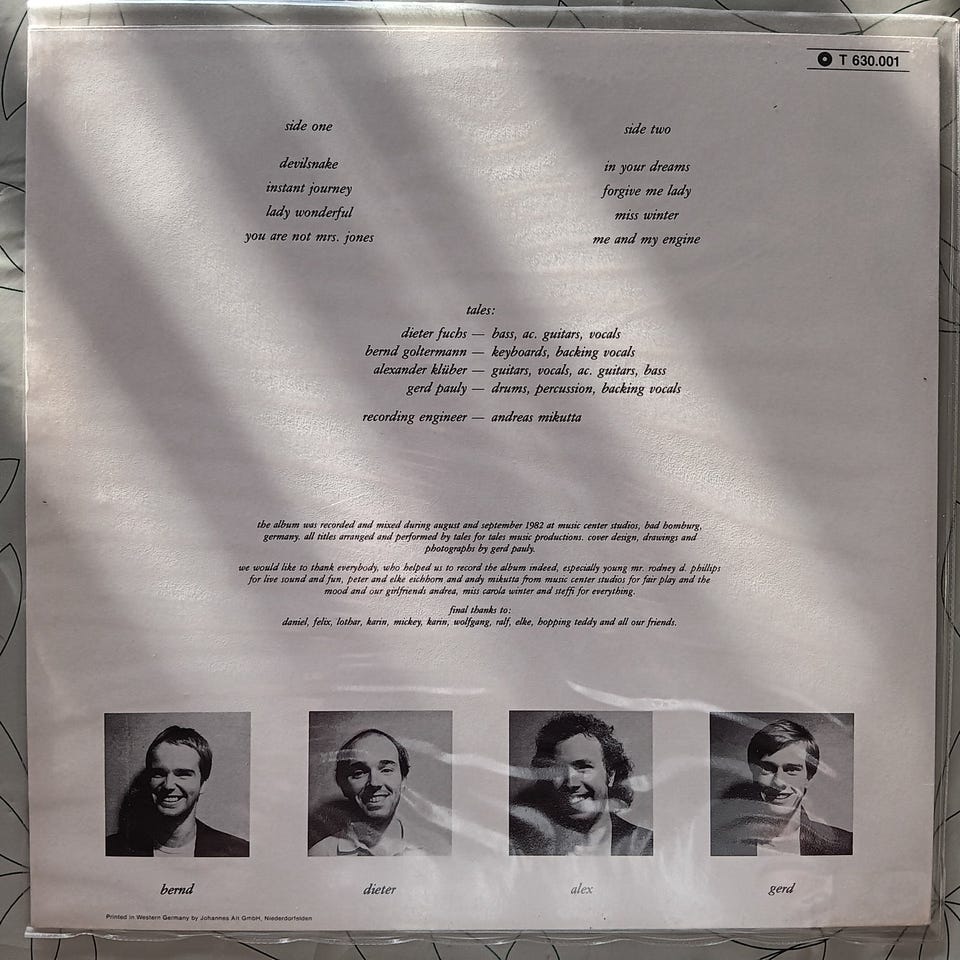 T 630.001
side one
devilsnake
instant journey
lady wonderful
you are not mrs. jones
side two
in your dreams
forgive me lady
miss winter
me and my engine
tales:
dieter fuchs — bass, ac. guitars, vocals
bernd goltermann — keyboards, backing vocals
alexander klüber — guitars, vocals, ac. guitars, bass
gerd pauly — drums, percussion, backing vocals
recording engineer — andreas mikutta
the album was recorded and mixed during august and september 1982 at music center studios, bad homburg,
germany. all titles arranged and performed by tales for tales music productions. cover design, drawings and
photographs by gerd pauly.
we would like to thank everybody, who helped us to record the album indeed, especially young mr. rodney d. phillips
for live sound and fun, peter and elke eichhorn and andy mikutta from music center studios for fair play and the
mood and our girlfriends andrea, miss carola winter and steffi for everything.
final thanks to:
daniel, felix, lothar, karin, mickey, karin, wolfgang, ralf, elke, hopping teddy and all our friends.
bernd
dieter
alex
gerd
Printed in Western Germany by Johannes Alt GmbH, Niederdorfelden